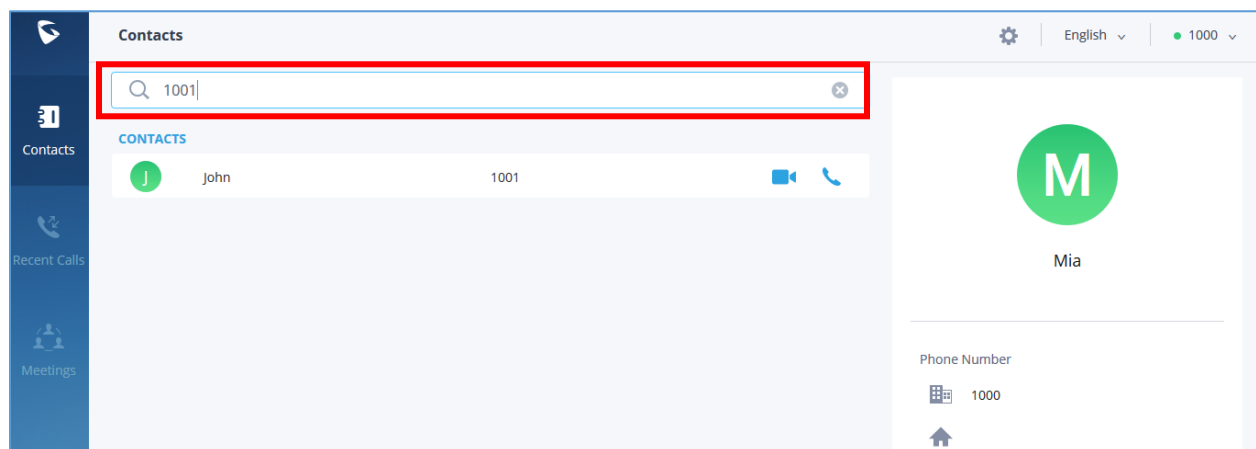 Contacts
English
1000
1001
Contacts
CONTACTS
J
John
1001
M
Recent Calls
Mia
Meetings
Phone Number
1000